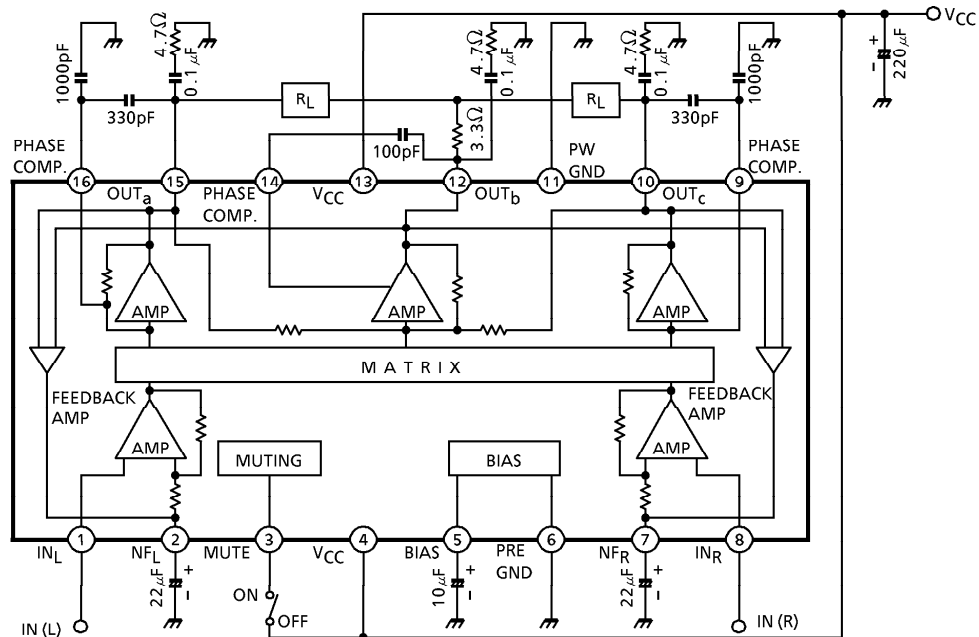 VCC
1000pF
4.7Ω
0.1μF
330pF
RL
4.7Ω
0.1μF
3.3Ω
100pF
RL
4.7Ω
0.1μF
330pF
1000pF
220μF
+
-
PHASE COMP.
16
OUTa
15
PHASE COMP.
14
VCC
13
12
OUTb
11
PW GND
10
OUTc
9
PHASE COMP.
AMP
AMP
AMP
MATRIX
FEEDBACK AMP
AMP
MUTING
BIAS
AMP
FEEDBACK AMP
1
2
3
4
5
6
7
8
INL
NFL
MUTE
VCC
BIAS
PRE GND
NFR
INR
22μF
+
-
ON
OFF
10μF
+
-
22μF
+
-
IN (L)
IN (R)